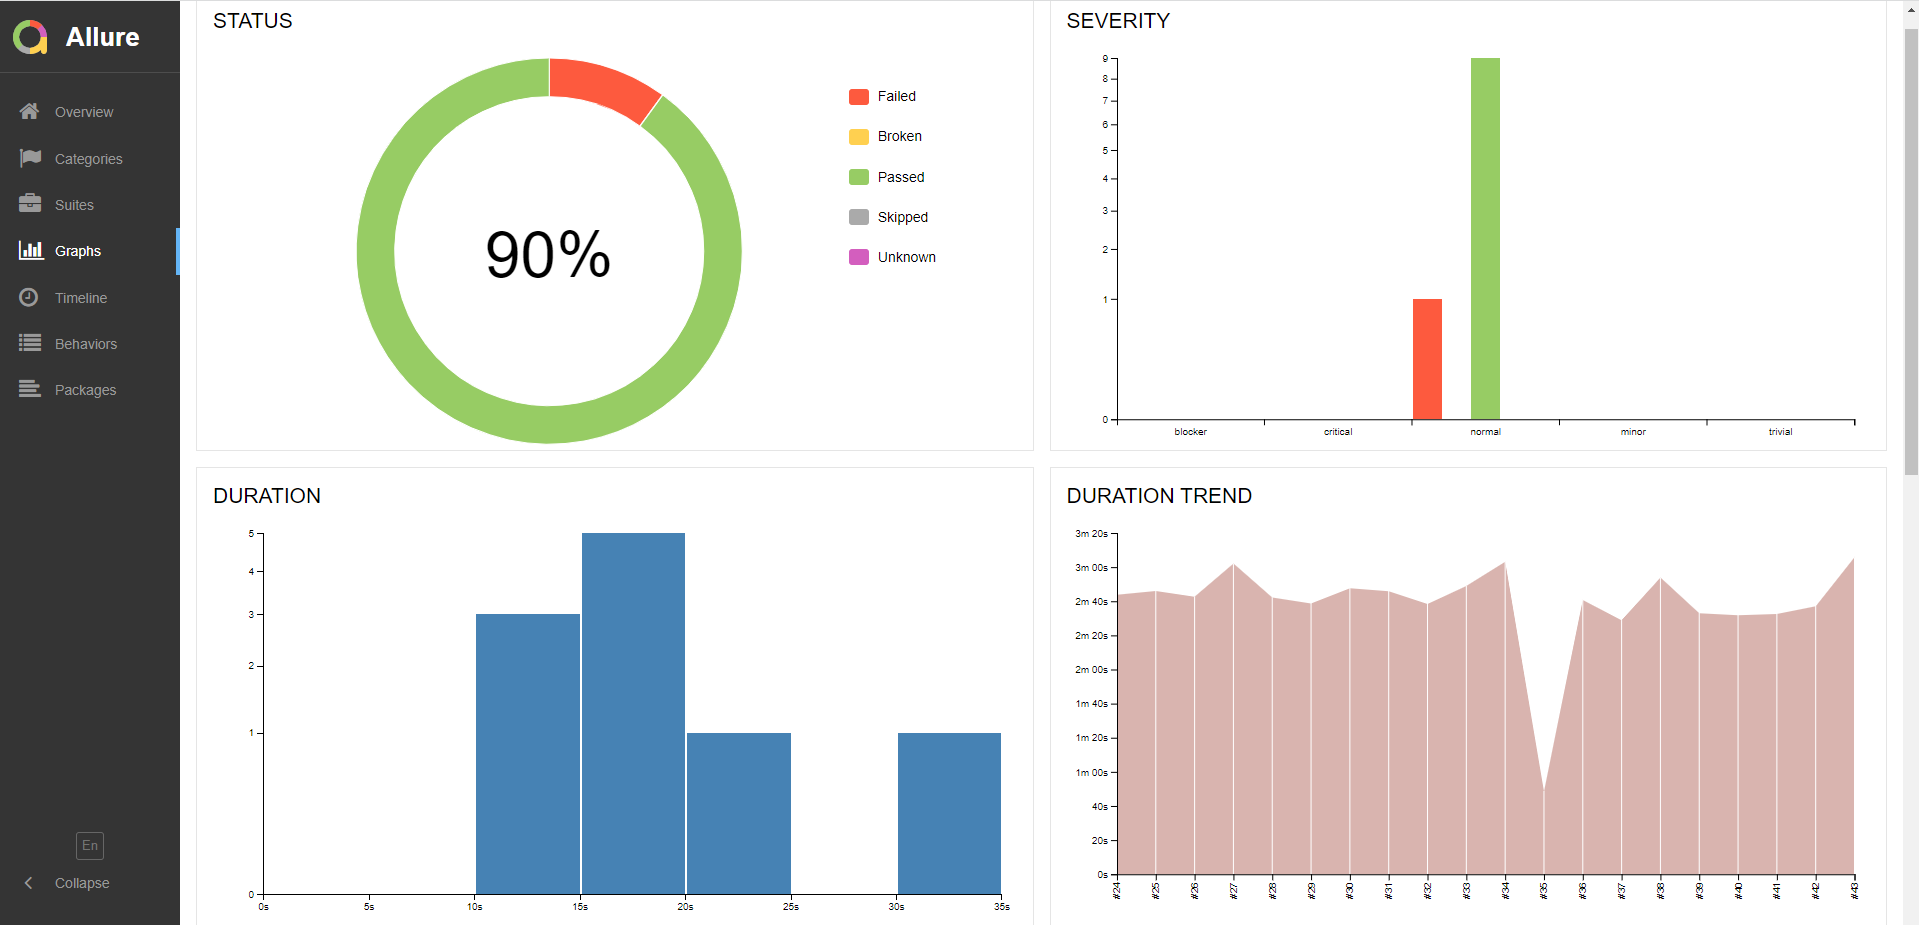 Allure
Overview
Categories
Suites
Graphs
Timeline
Behaviors
Packages
En
Collapse
STATUS
90%
Failed
Broken
Passed
Skipped
Unknown
SEVERITY
9
8
7
6
5
4
3
2
1
0
blocker critical normal minor trivial
DURATION
5
4
3
2
1
0
0s 5s 10s 15s 20s 25s 30s 35s
DURATION TREND
3m 20s
3m 00s
2m 40s
2m 20s
2m 00s
1m 40s
1m 20s
1m 00s
40s
20s
0s
#24 #25 #26 #27 #28 #29 #30 #31 #32 #33 #34 #35 #36 #37 #38 #39 #40 #41 #42 #43